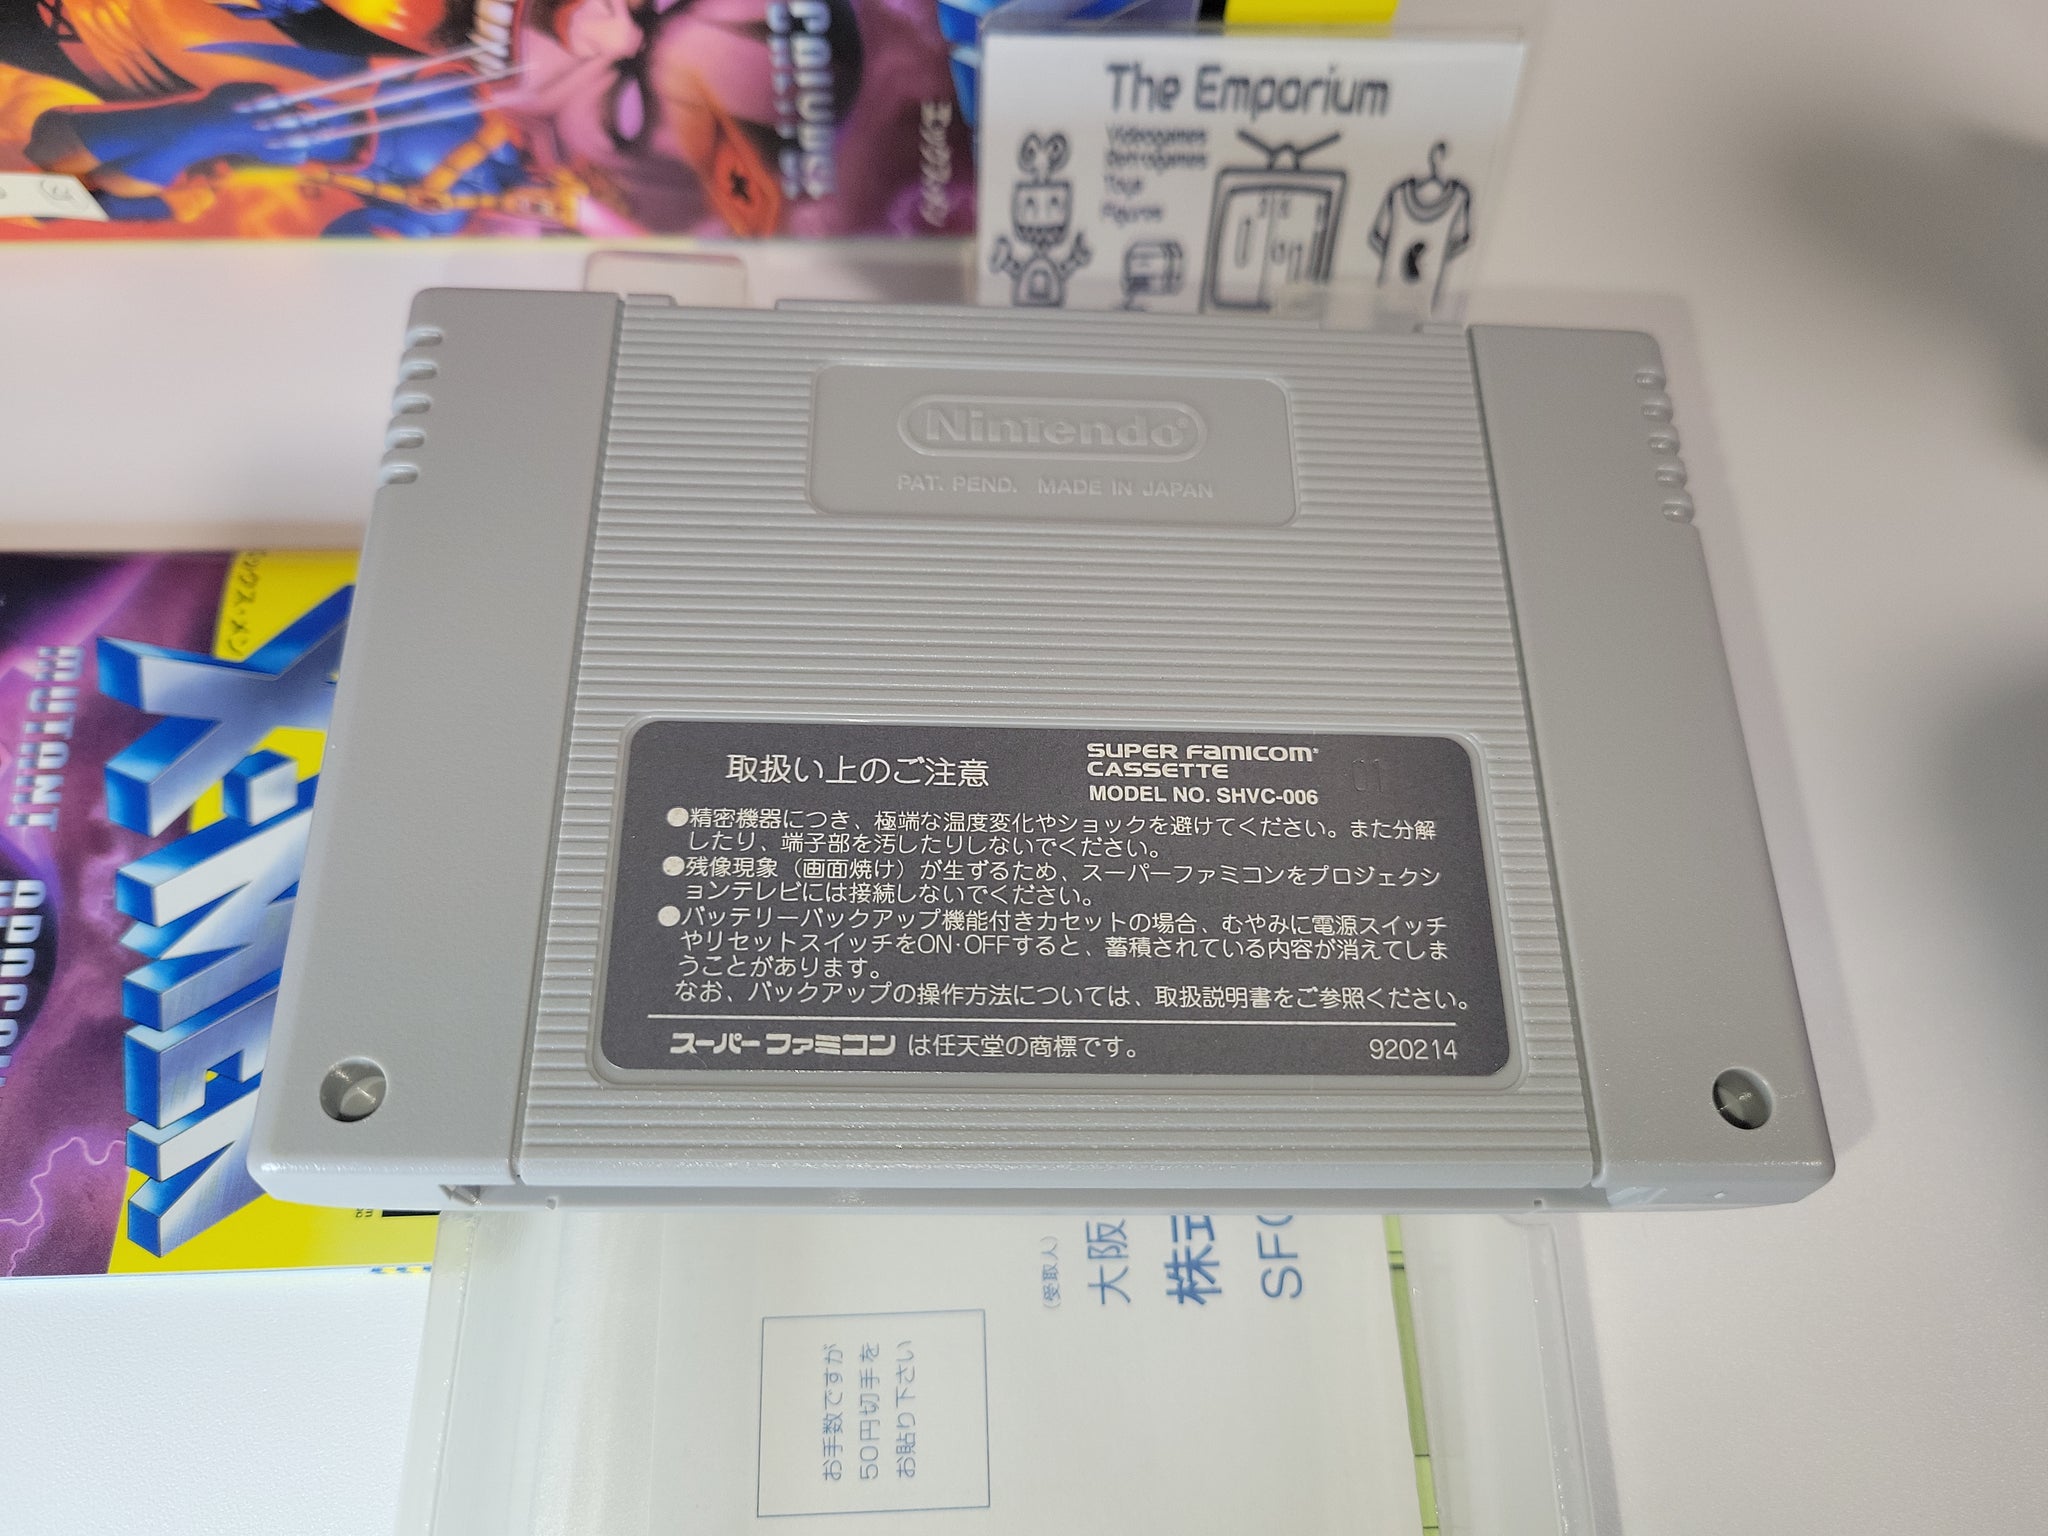 The Emporium
Videogames
Retrogames
Toys
Figures
Nintendo®
PAT. PEND. MADE IN JAPAN
取扱い上のご注意
SUPER FAMICOM®
CASSETTE
MODEL NO. SHVC-006
01
●精密機器につき、極端な温度変化やショックを避けてください。また分解
したり、端子部を汚したりしないでください。
●残像現象(画面焼け)が生ずるため、スーパーファミコンをプロジェクシ
ョンテレビには接続しないでください。
●バッテリーバックアップ機能付きカセットの場合、むやみに電源スイッチ
やリセットスイッチをON·OFFすると、蓄積されている内容が消えてしま
うことがあります。
なお、バックアップの操作方法については、取扱説明書をご参照ください。
スーパーファミコン は任天堂の商標です。
920214
X-MEN
MUTANT
(受取人)
大阪
株式
SF
お手数ですが
50円切手を
お貼り下さい